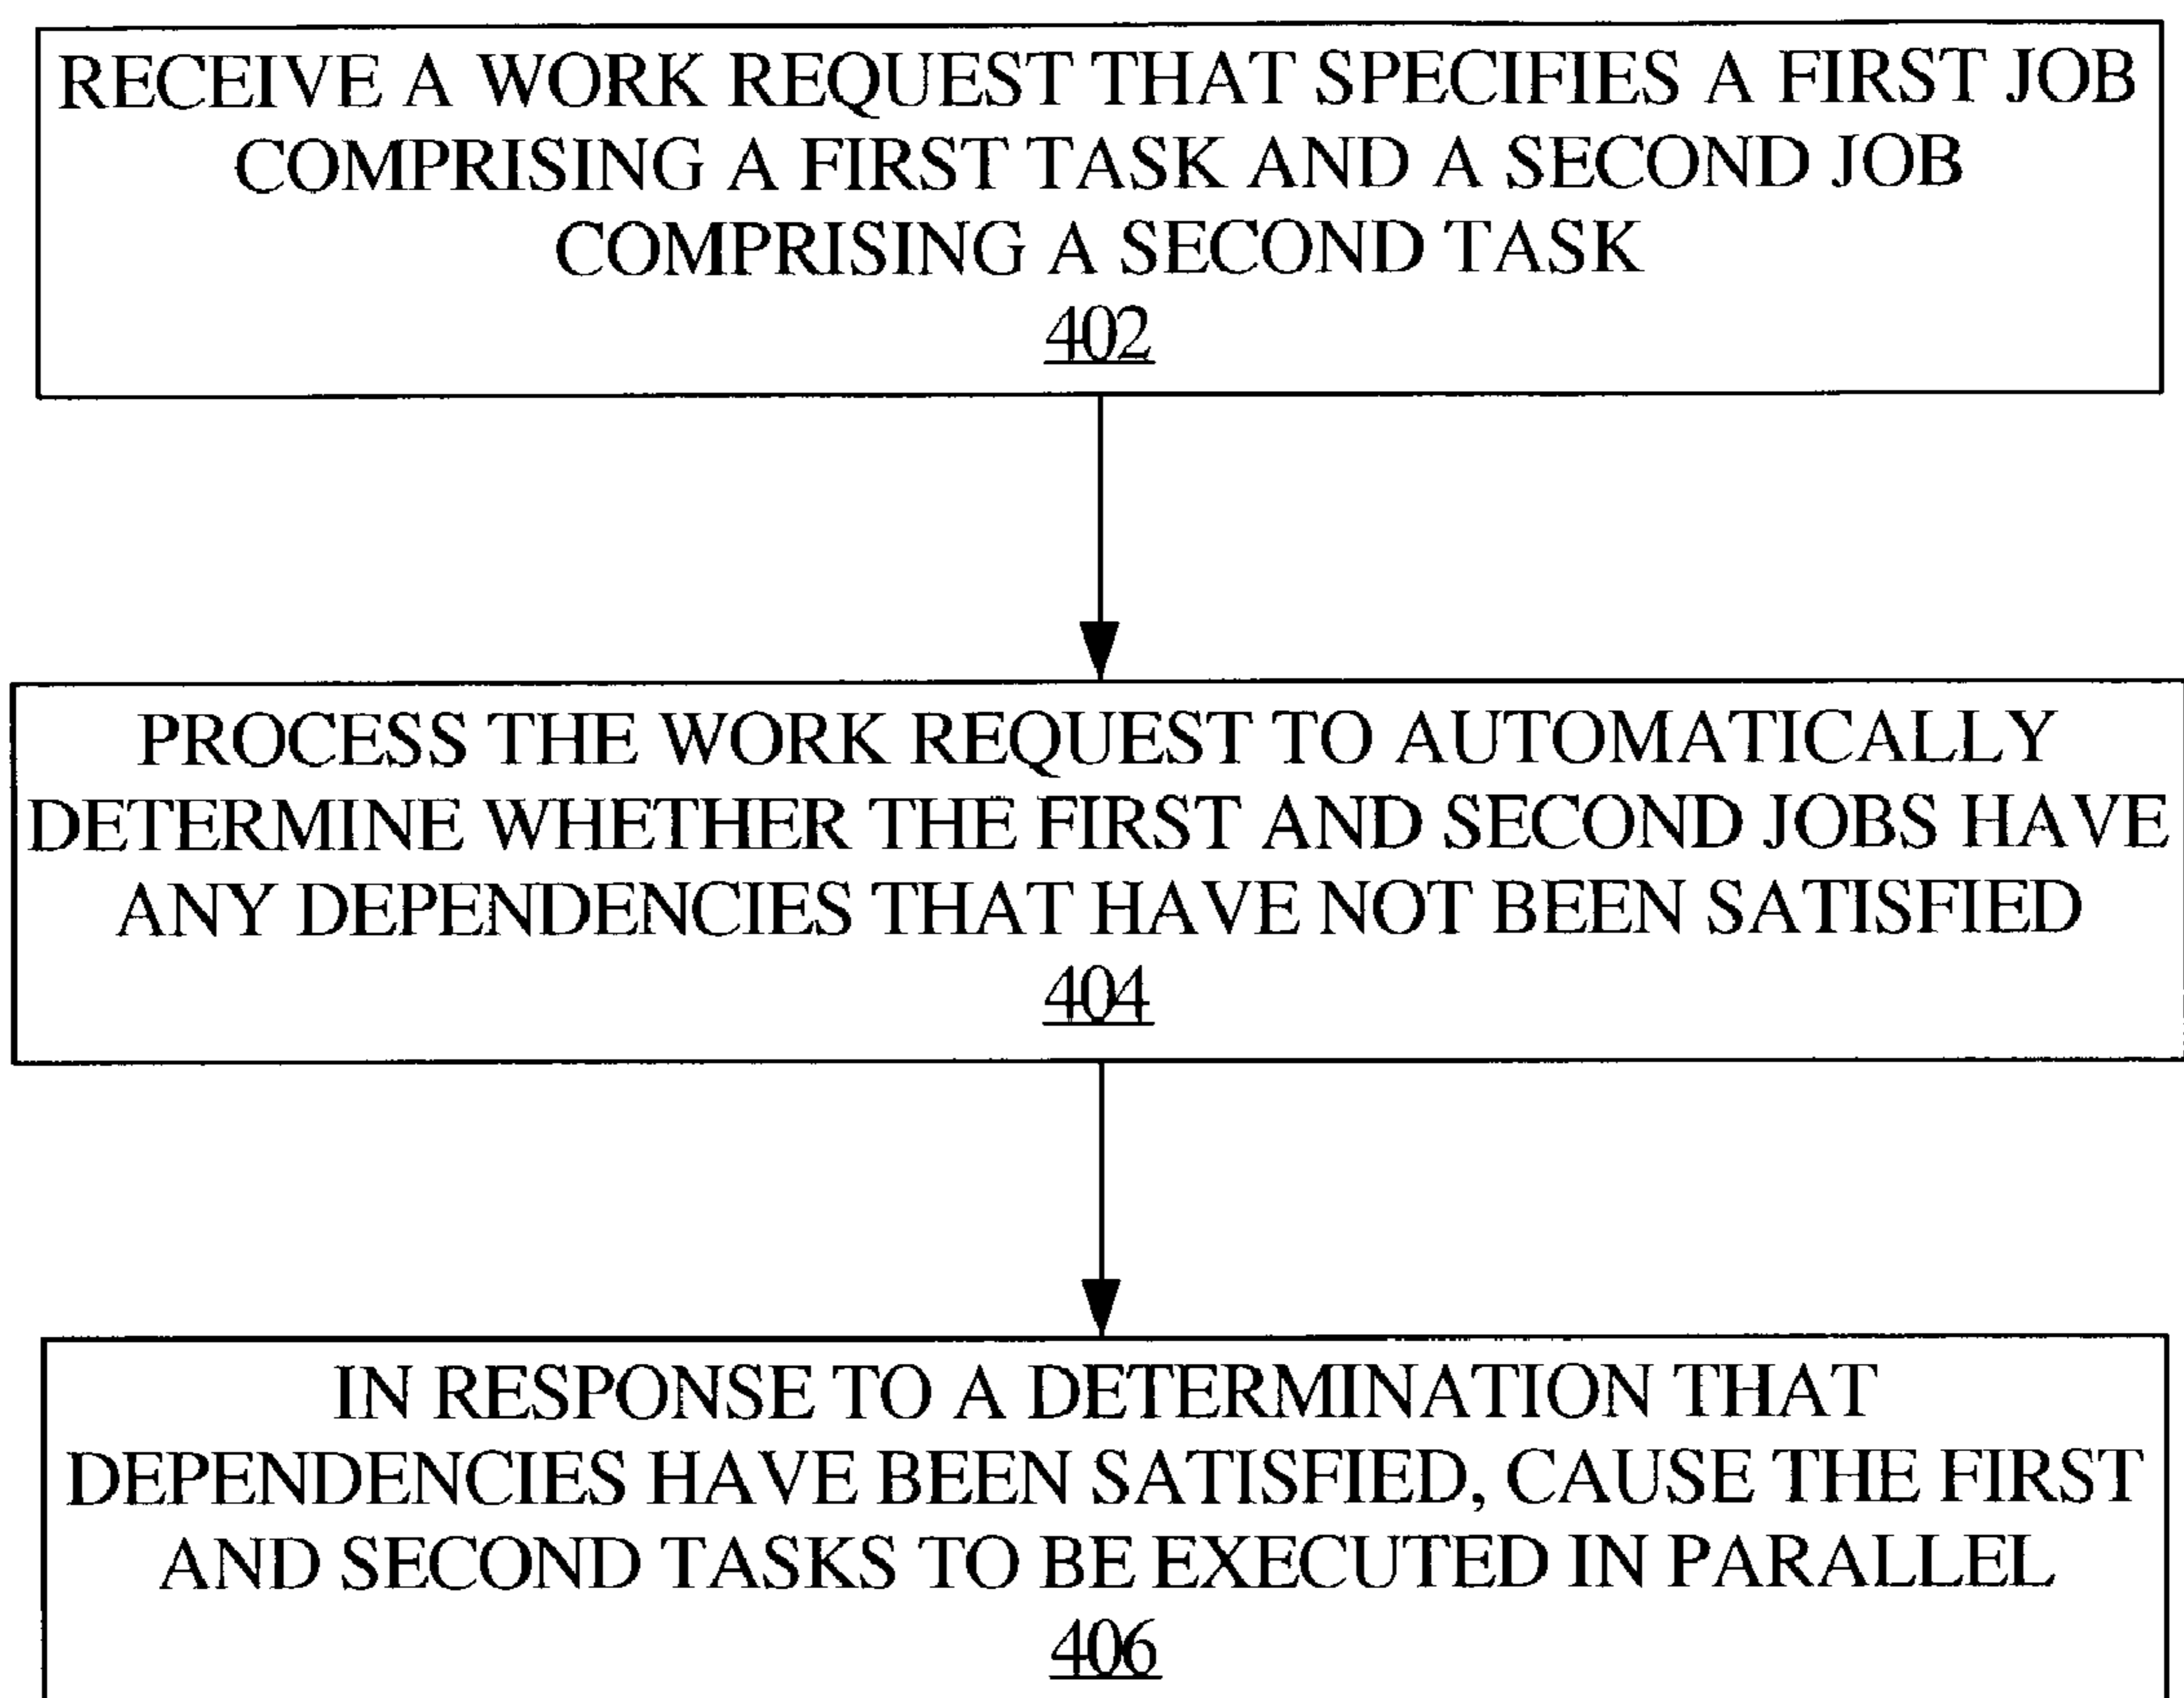 RECEIVE A WORK REQUEST THAT SPECIFIES A FIRST JOB
COMPRISING A FIRST TASK AND A SECOND JOB
COMPRISING A SECOND TASK
402
PROCESS THE WORK REQUEST TO AUTOMATICALLY
DETERMINE WHETHER THE FIRST AND SECOND JOBS HAVE
ANY DEPENDENCIES THAT HAVE NOT BEEN SATISFIED
404
IN RESPONSE TO A DETERMINATION THAT
DEPENDENCIES HAVE BEEN SATISFIED, CAUSE THE FIRST
AND SECOND TASKS TO BE EXECUTED IN PARALLEL
406